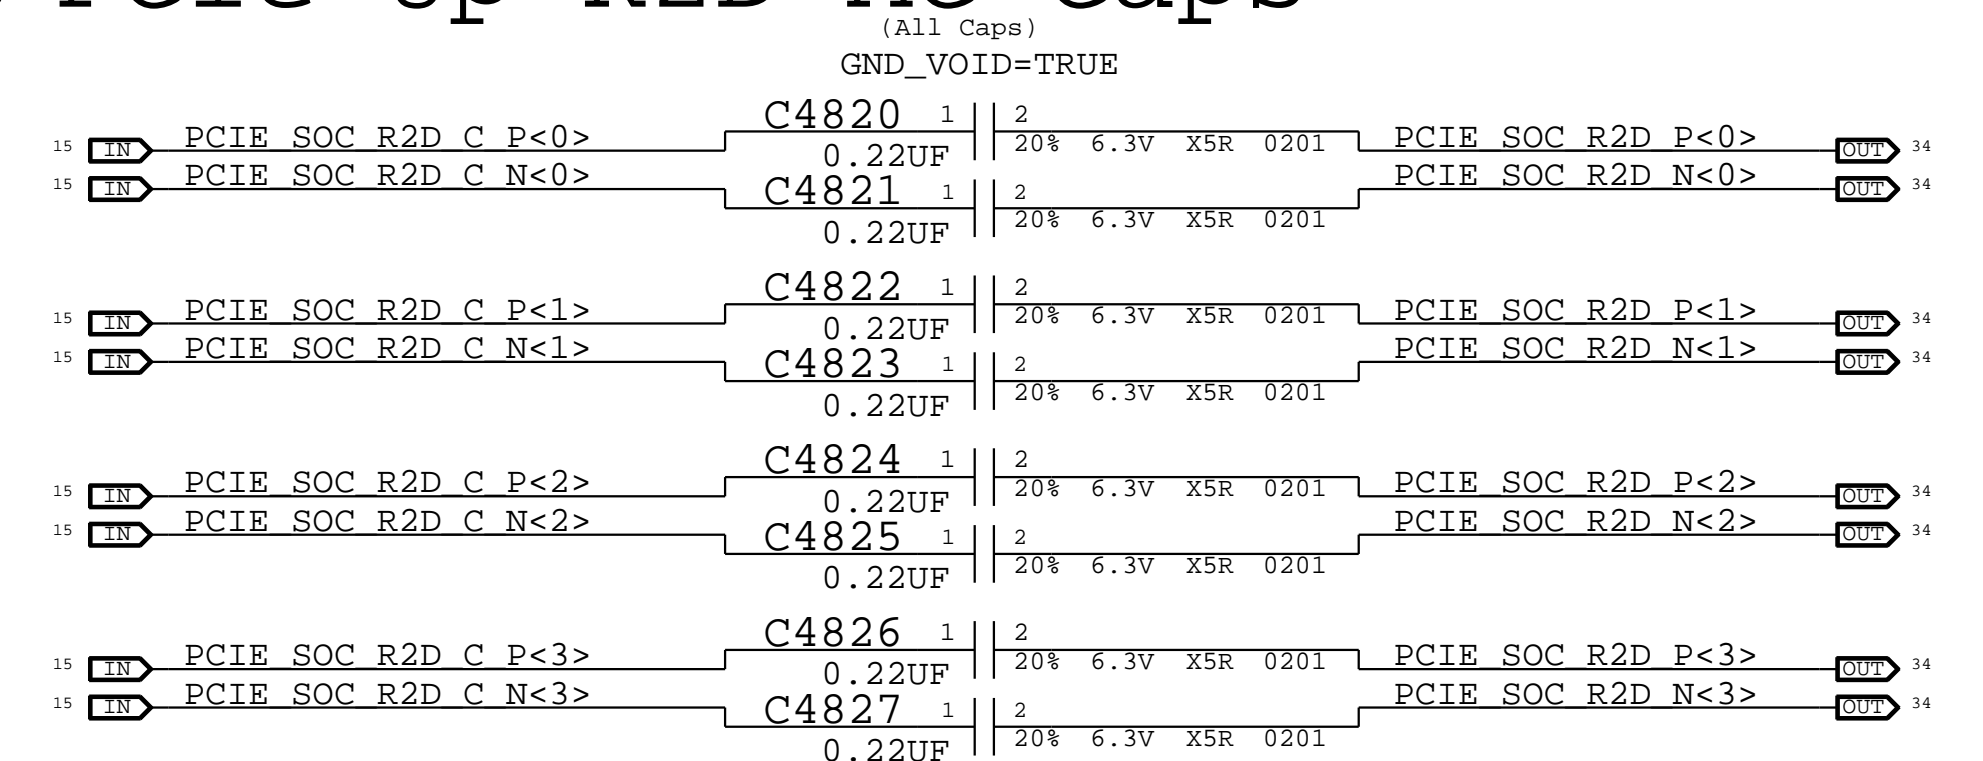 PCIe Up R2D AC Caps
(All Caps)
GND_VOID=TRUE
15 IN PCIE_SOC_R2D_C_P<0> C4820 1 2 PCIE_SOC_R2D_P<0> OUT 34
0.22UF 20% 6.3V X5R 0201
15 IN PCIE_SOC_R2D_C_N<0> C4821 1 2 PCIE_SOC_R2D_N<0> OUT 34
0.22UF 20% 6.3V X5R 0201
15 IN PCIE_SOC_R2D_C_P<1> C4822 1 2 PCIE_SOC_R2D_P<1> OUT 34
0.22UF 20% 6.3V X5R 0201
15 IN PCIE_SOC_R2D_C_N<1> C4823 1 2 PCIE_SOC_R2D_N<1> OUT 34
0.22UF 20% 6.3V X5R 0201
15 IN PCIE_SOC_R2D_C_P<2> C4824 1 2 PCIE_SOC_R2D_P<2> OUT 34
0.22UF 20% 6.3V X5R 0201
15 IN PCIE_SOC_R2D_C_N<2> C4825 1 2 PCIE_SOC_R2D_N<2> OUT 34
0.22UF 20% 6.3V X5R 0201
15 IN PCIE_SOC_R2D_C_P<3> C4826 1 2 PCIE_SOC_R2D_P<3> OUT 34
0.22UF 20% 6.3V X5R 0201
15 IN PCIE_SOC_R2D_C_N<3> C4827 1 2 PCIE_SOC_R2D_N<3> OUT 34
0.22UF 20% 6.3V X5R 0201